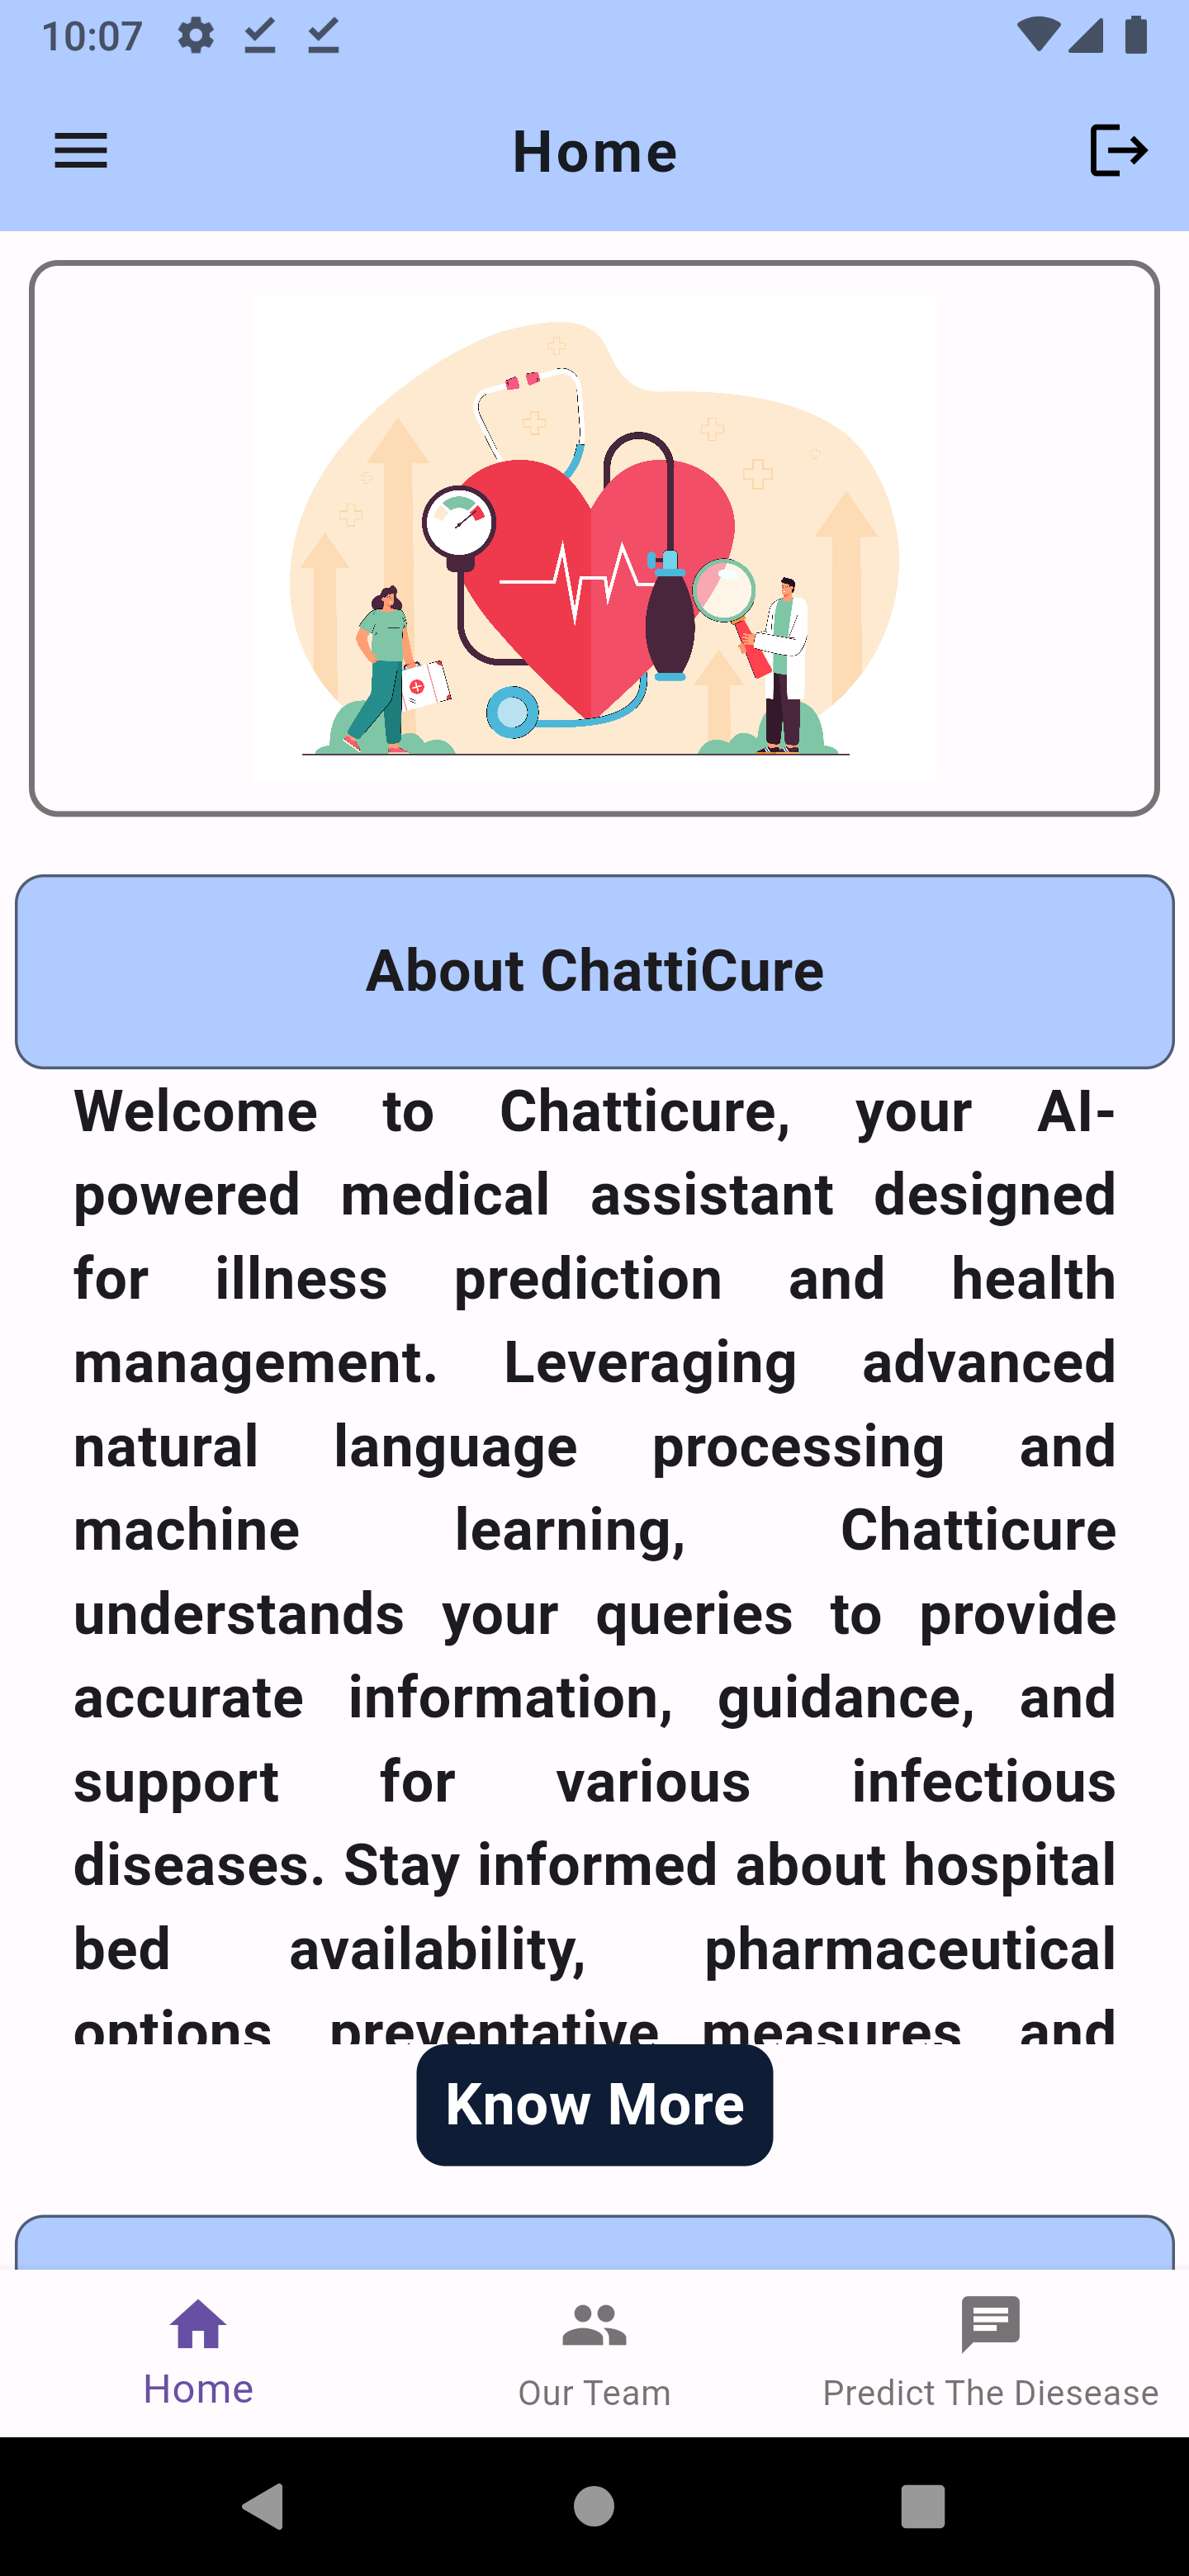 10:07
Home
About ChattiCure
Welcome to Chatticure, your AI-
powered medical assistant designed
for illness prediction and health
management. Leveraging advanced
natural language processing and
machine learning, Chatticure
understands your queries to provide
accurate information, guidance, and
support for various infectious
diseases. Stay informed about hospital
bed availability, pharmaceutical
options preventative measures and
Know More
Home
Our Team
Predict The Diesease